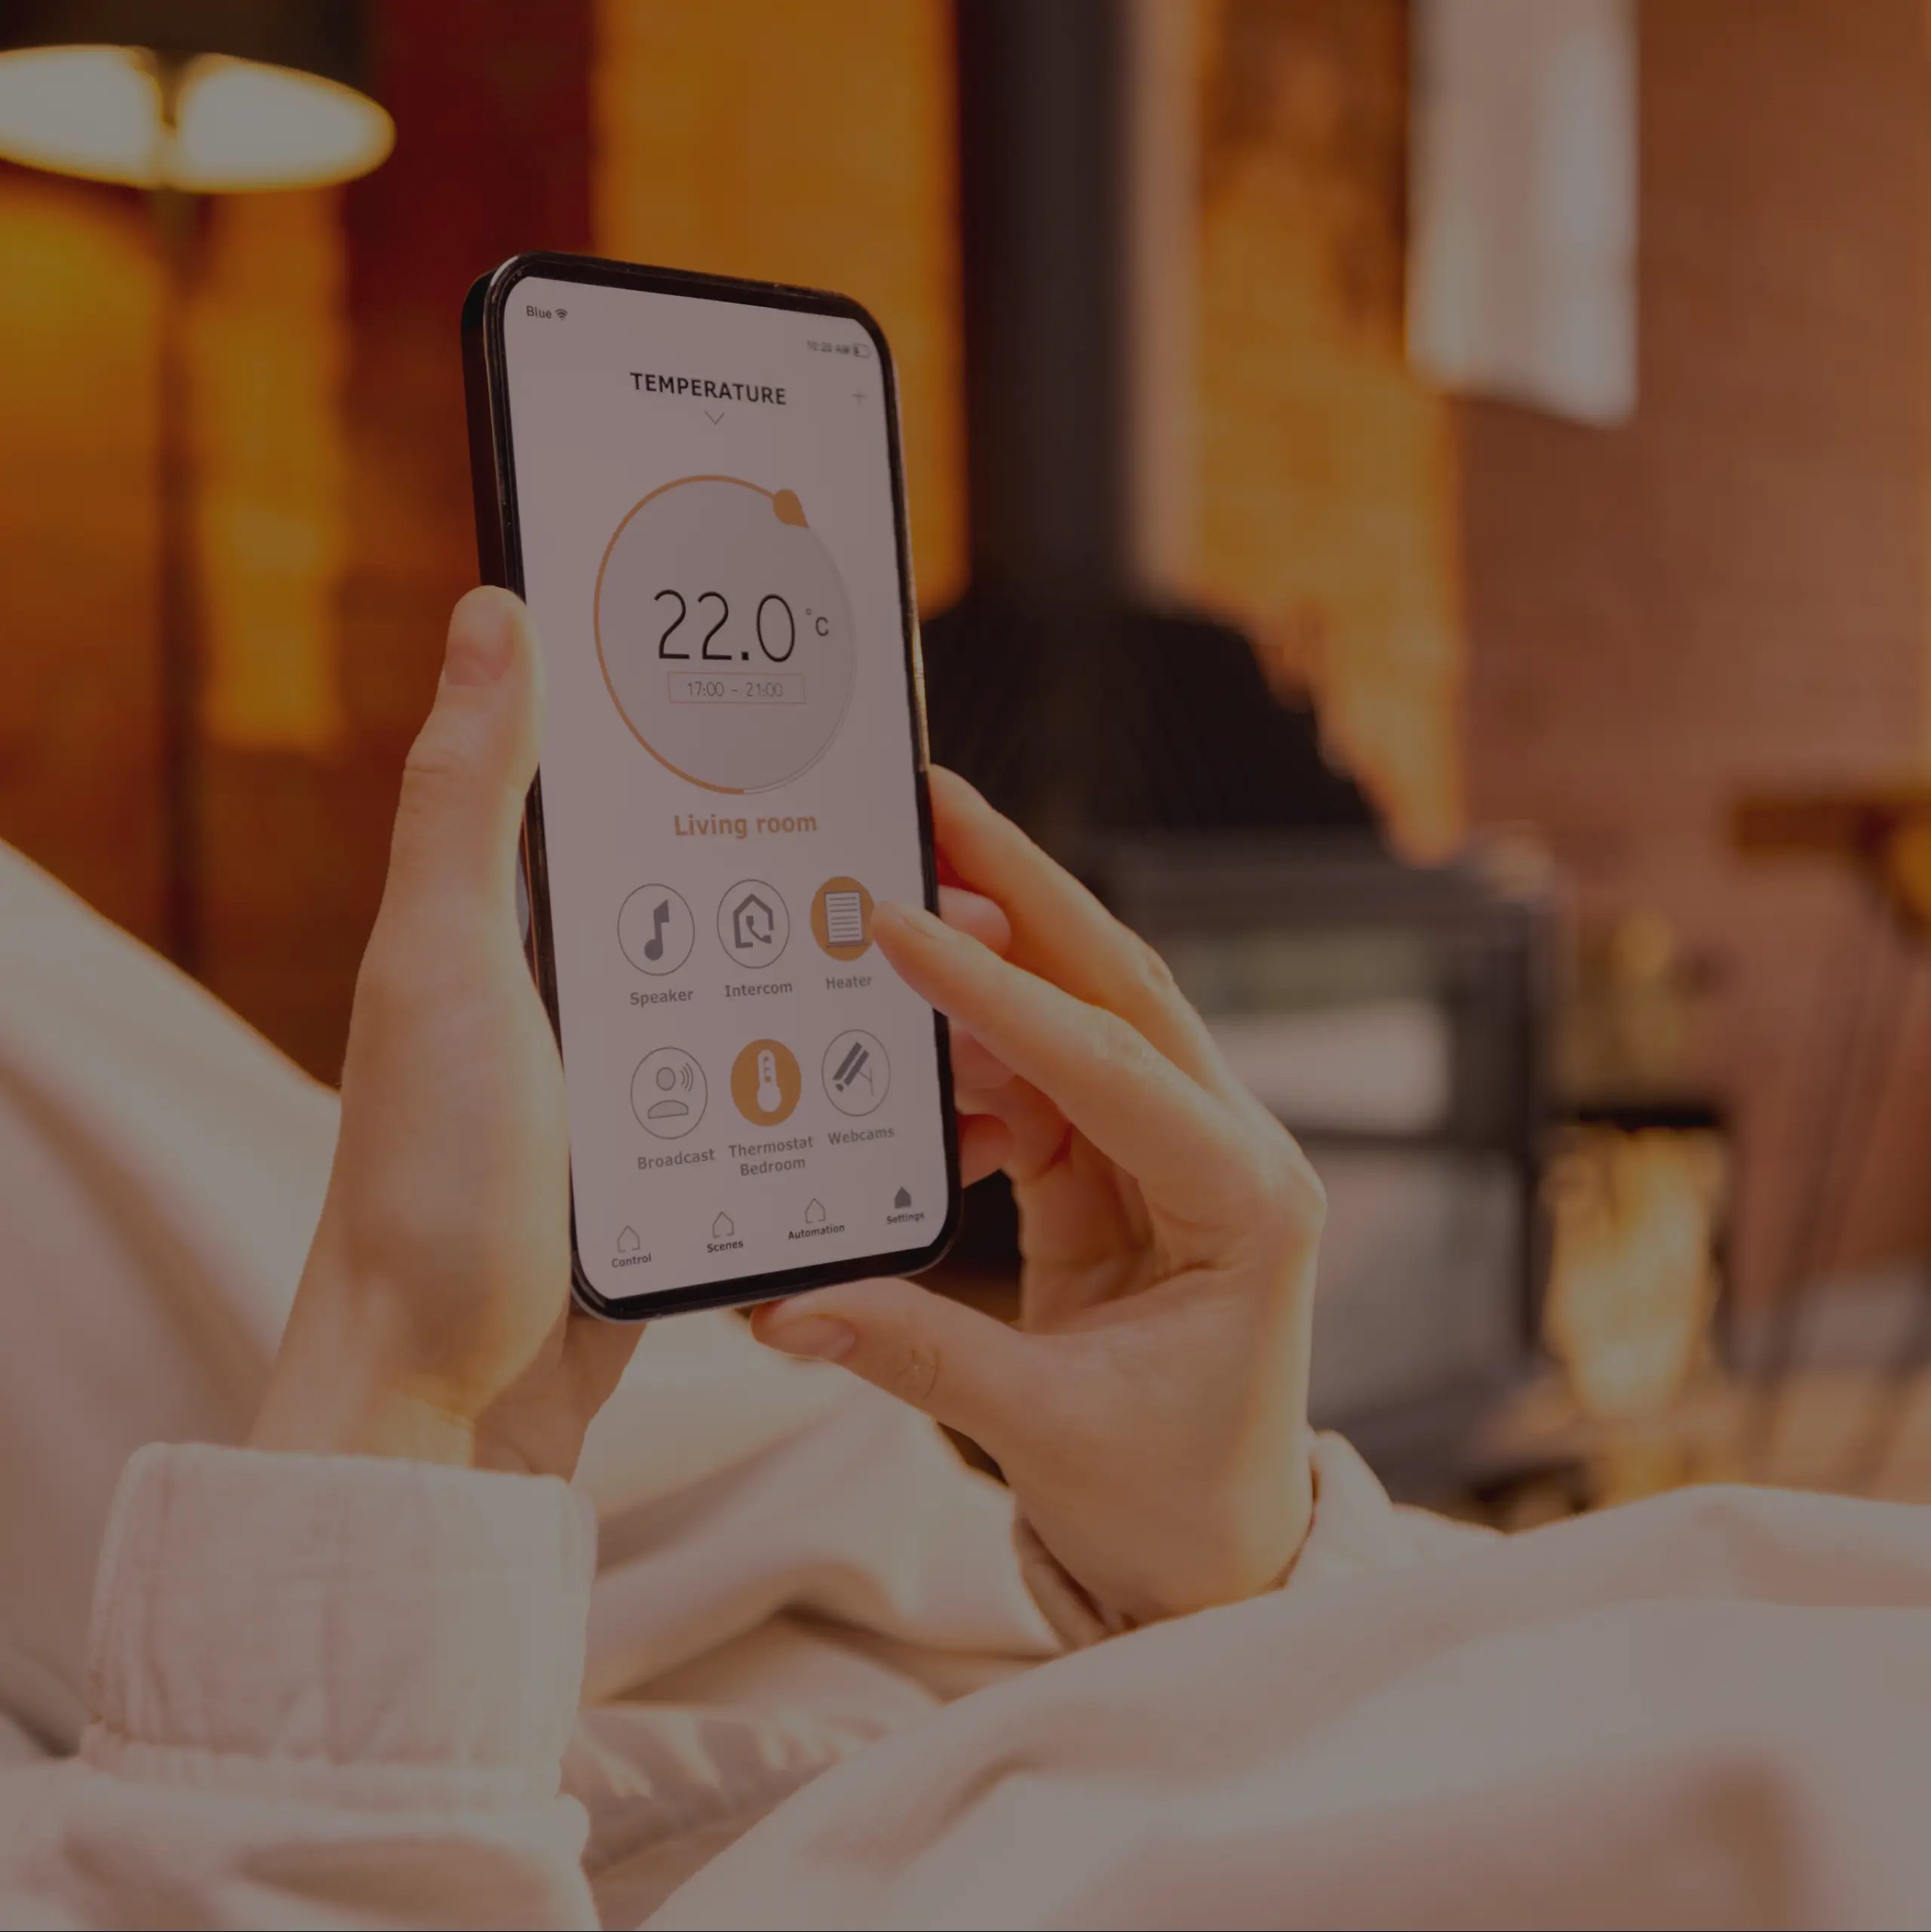 Blue
10:20 AM
TEMPERATURE
22.0 °C
17:00 - 21:00
Living room
Speaker
Intercom
Heater
Broadcast
Thermostat
Bedroom
Webcams
Control
Scenes
Automation
Settings